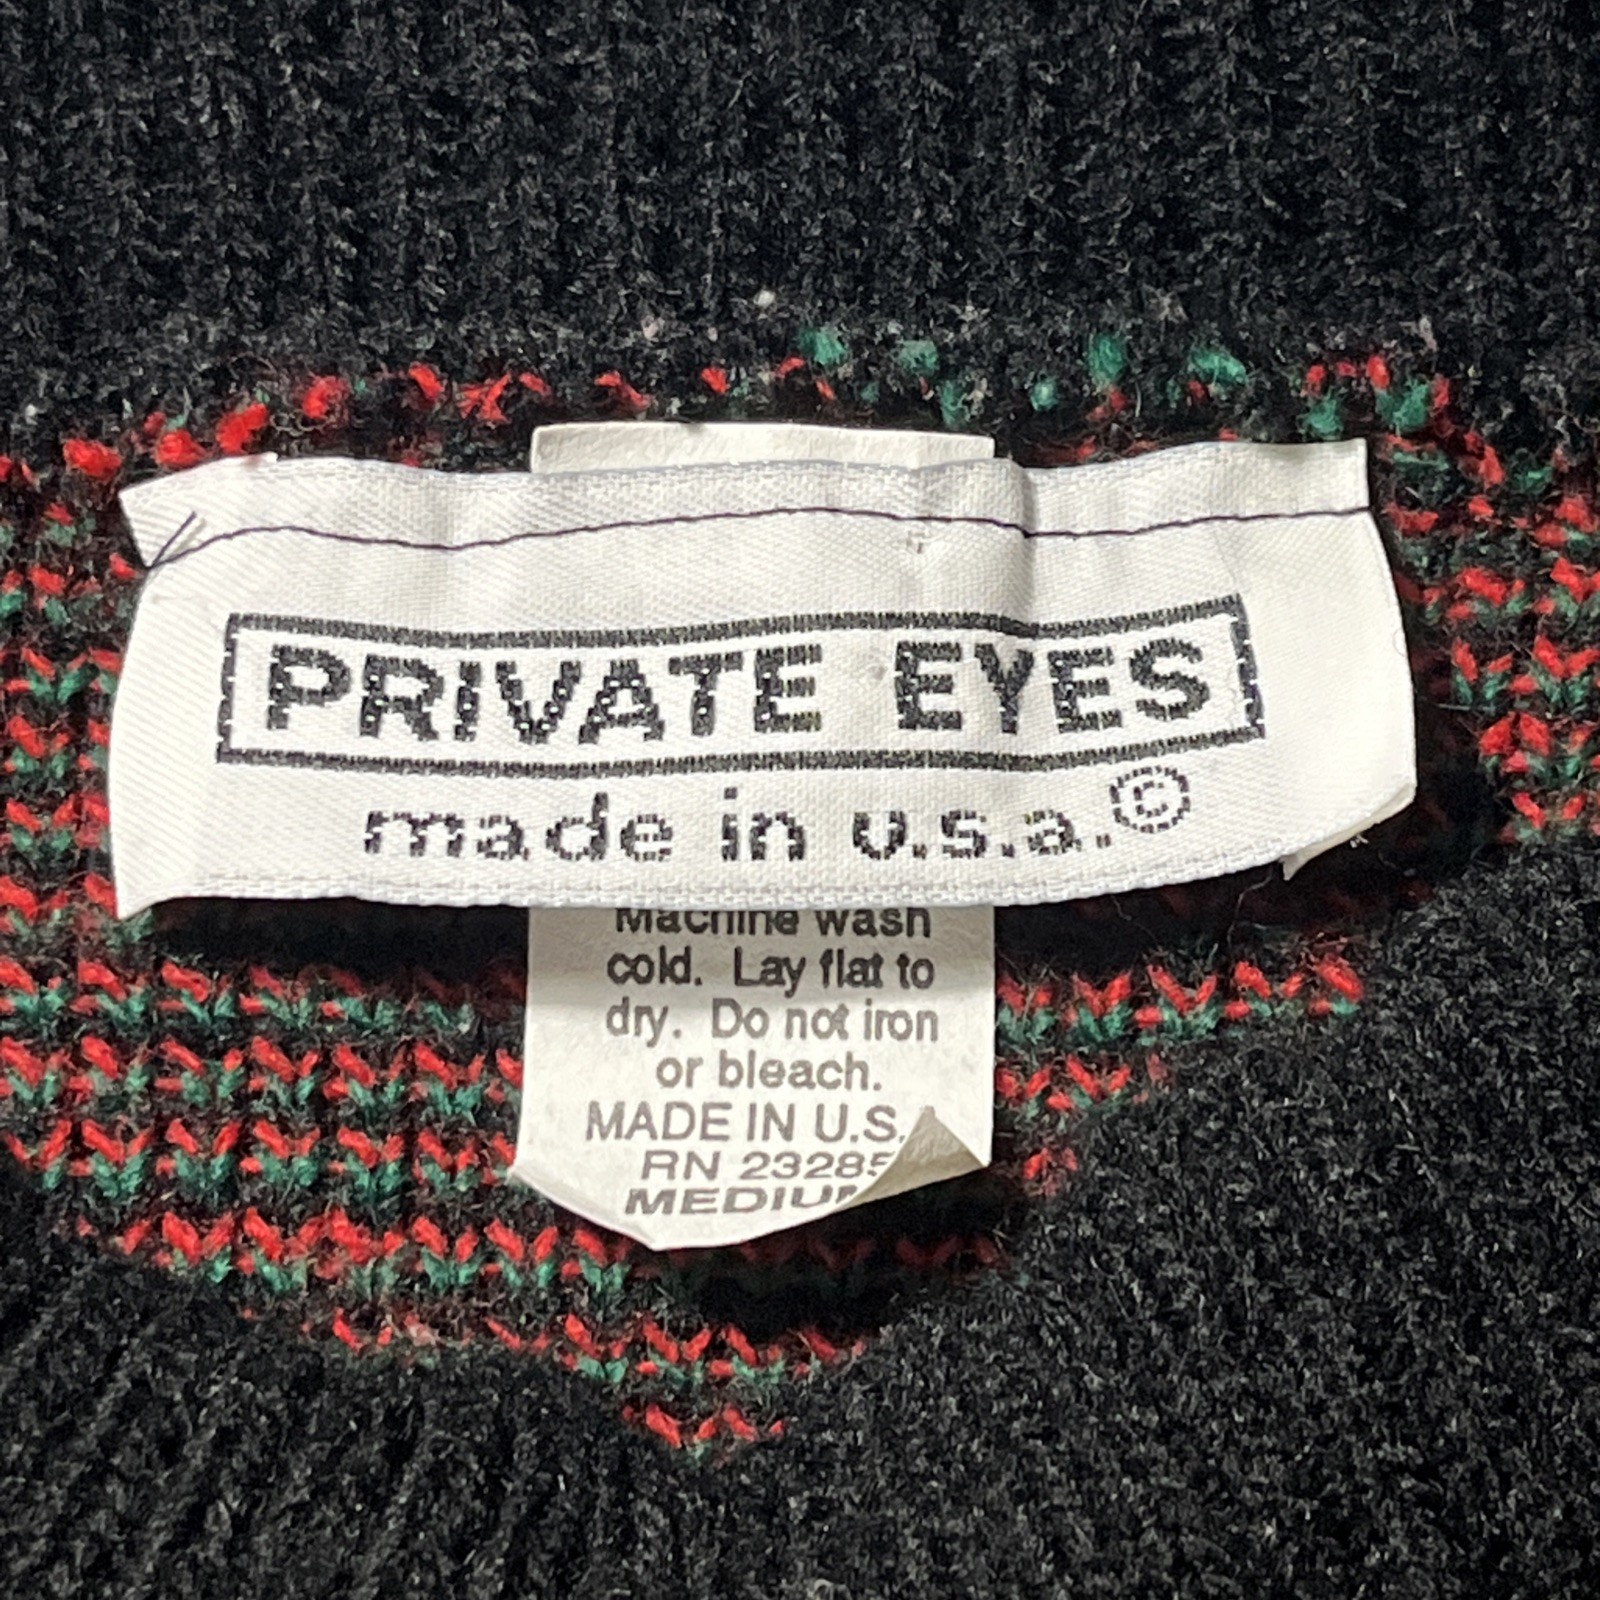 PRIVATE EYES
made in u.s.a.©
Machine wash
cold. Lay flat to
dry. Do not iron
or bleach.
MADE IN U.S.
RN 23285
MEDIUM